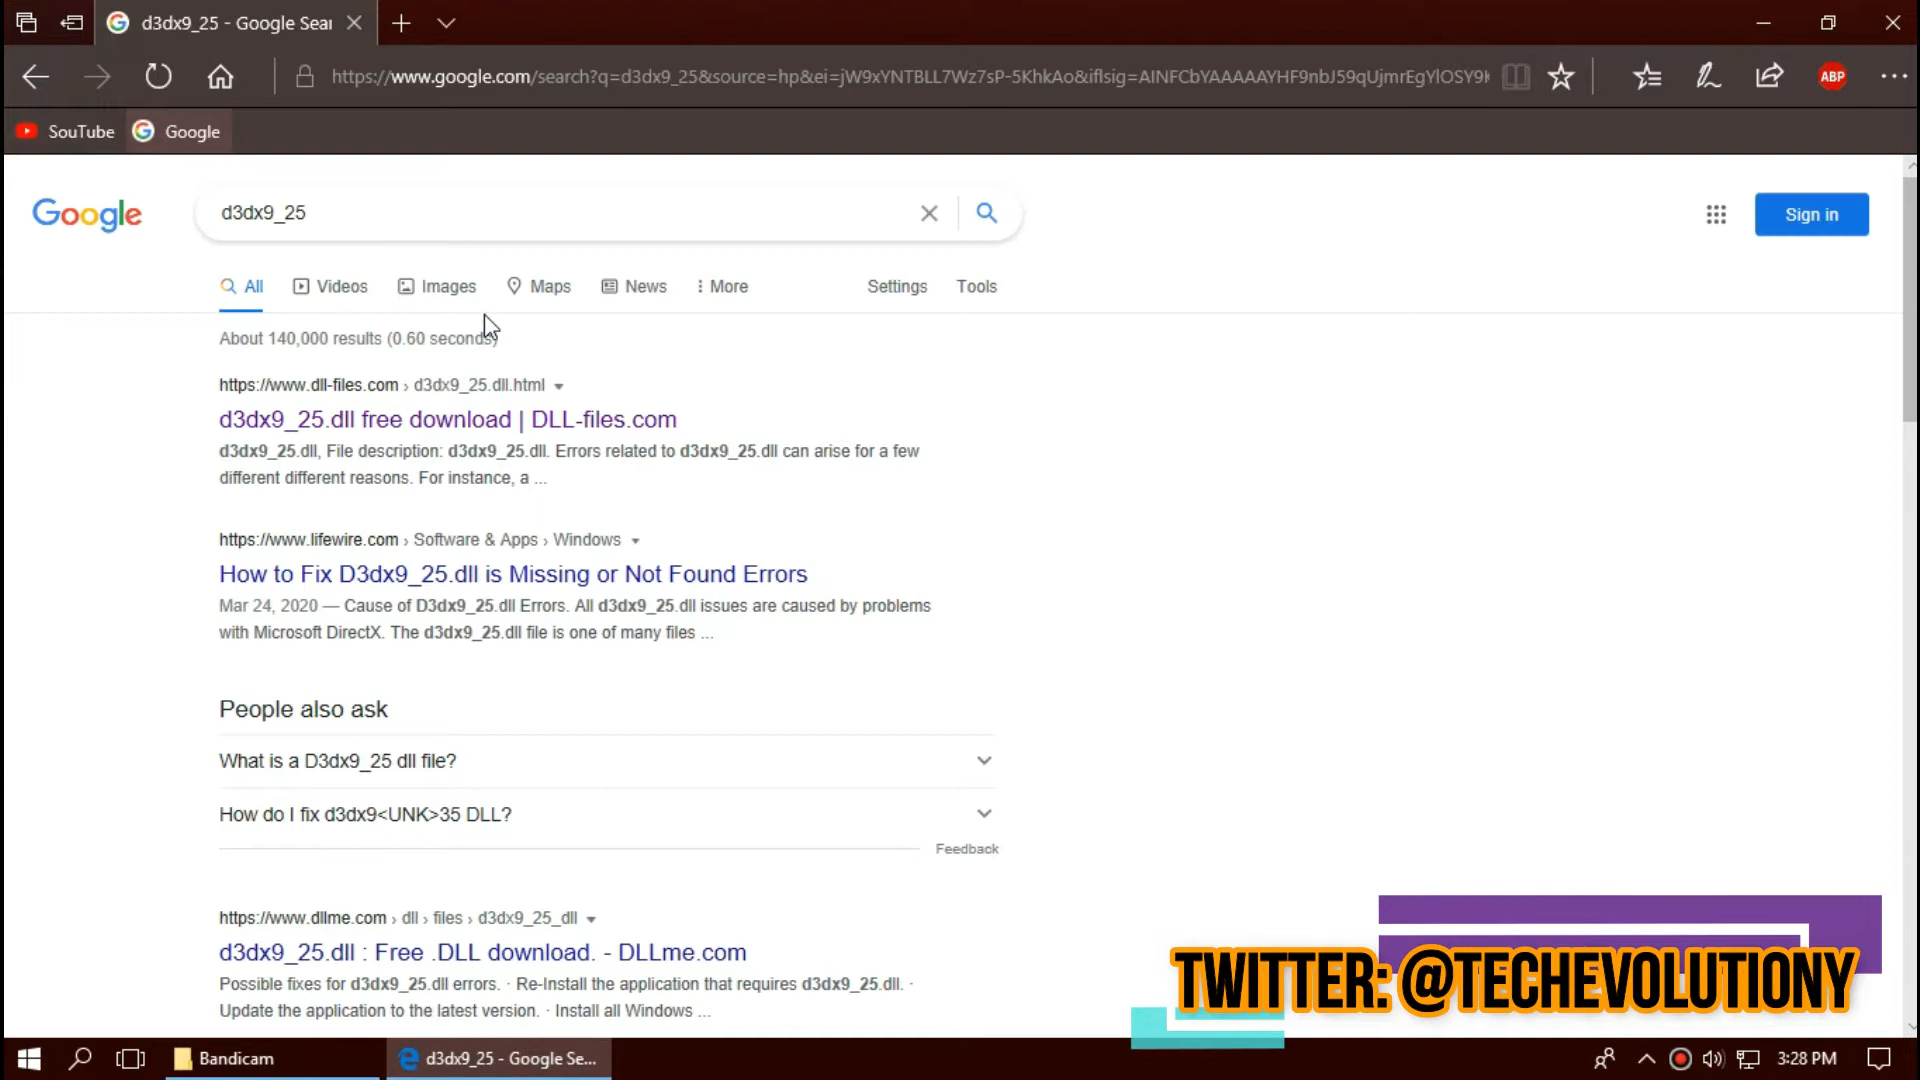 d3dx9_25 - Google Sear
https://www.google.com/search?q=d3dx9_25&source=hp&ei=jW9xYNTBLL7Wz7sP-5KhkAo&iflsig=AINFCbYAAAAAYHF9nbJ59qUjmrEgYlOSY9K
ABP
SouTube
Google
Google
d3dx9_25
Sign in
All
Videos
Images
Maps
News
More
Settings
Tools
About 140,000 results (0.60 seconds)
https://www.dll-files.com › d3dx9_25.dll.html
d3dx9_25.dll free download | DLL-files.com
d3dx9_25.dll, File description: d3dx9_25.dll. Errors related to d3dx9_25.dll can arise for a few
different different reasons. For instance, a ...
https://www.lifewire.com › Software & Apps › Windows
How to Fix D3dx9_25.dll is Missing or Not Found Errors
Mar 24, 2020 — Cause of D3dx9_25.dll Errors. All d3dx9_25.dll issues are caused by problems
with Microsoft DirectX. The d3dx9_25.dll file is one of many files ...
People also ask
What is a D3dx9_25 dll file?
How do I fix d3dx9<UNK>35 DLL?
Feedback
https://www.dllme.com › dll › files › d3dx9_25_dll
d3dx9_25.dll : Free .DLL download. - DLLme.com
Possible fixes for d3dx9_25.dll errors. · Re-Install the application that requires d3dx9_25.dll. ·
Update the application to the latest version. · Install all Windows ...
TWITTER: @TECHEVOLUTIONY
Bandicam
d3dx9_25 - Google Se...
3:28 PM